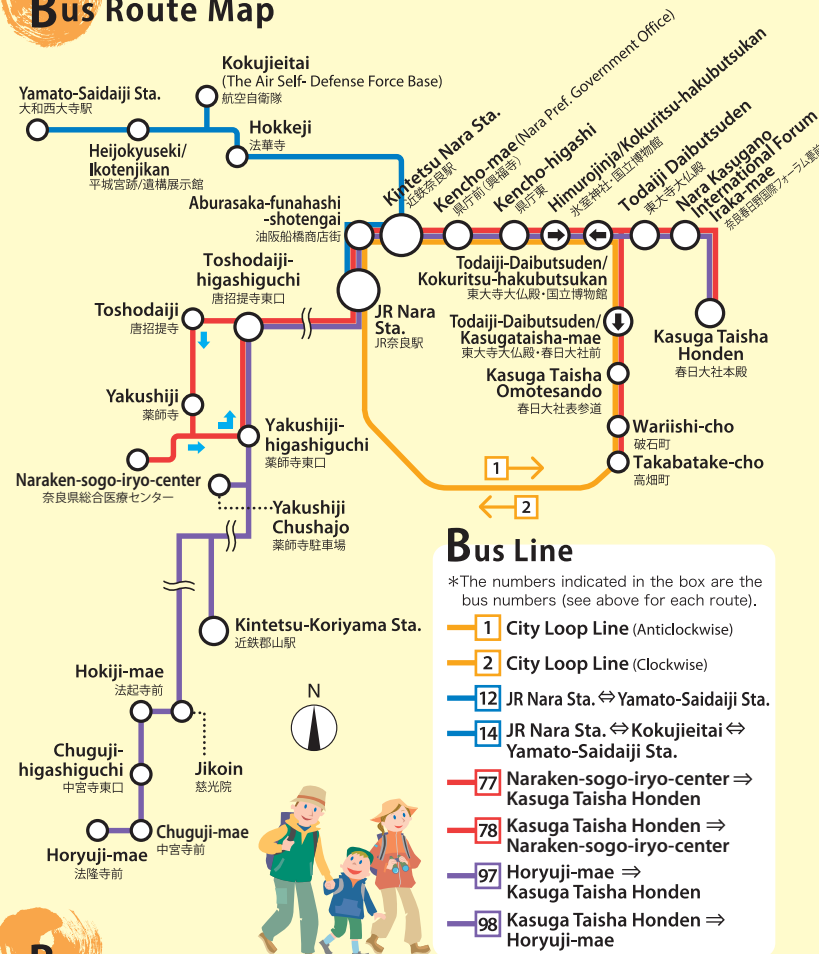 Bus Route Map
Kokujieitai
(The Air Self- Defense Force Base)
航空自衛隊
Yamato-Saidaiji Sta.
大和西大寺駅
Heijokyuseki/
Ikotenjikan
平城宮跡/遺構展示館
Hokkeji
法華寺
Kintetsu Nara Sta.
近鉄奈良駅
Kencho-mae (Nara Pref. Government Office)
県庁前(興福寺)
Kencho-higashi
県庁東
Himurojinja/Kokuritsu-hakubutsukan
氷室神社・国立博物館
Todaiji Daibutsuden
東大寺大仏殿
Nara Kasugano
International Forum
Iraka-mae
奈良春日野国際フォーラム甍前
Aburasaka-funahashi
-shotengai
油阪船橋商店街
Toshodaiji-
higashiguchi
唐招提寺東口
Toshodaiji
唐招提寺
JR Nara
Sta.
JR奈良駅
Todaiji-Daibutsuden/
Kokuritsu-hakubutsukan
東大寺大仏殿・国立博物館
Todaiji-Daibutsuden/
Kasugataisha-mae
東大寺大仏殿・春日大社前
Kasuga Taisha
Honden
春日大社本殿
Kasuga Taisha
Omotesando
春日大社表参道
Wariishi-cho
破石町
Takabatake-cho
高畑町
Yakushiji
薬師寺
Yakushiji-
higashiguchi
薬師寺東口
Naraken-sogo-iryo-center
奈良県総合医療センター
Yakushiji
Chushajo
薬師寺駐車場
1
2
Kintetsu-Koriyama Sta.
近鉄郡山駅
Hokiji-mae
法起寺前
Chuguji-
higashiguchi
中宮寺東口
Jikoin
慈光院
Chuguji-mae
中宮寺前
Horyuji-mae
法隆寺前
N
Bus Line
*The numbers indicated in the box are the
bus numbers (see above for each route).
1 City Loop Line (Anticlockwise)
2 City Loop Line (Clockwise)
12 JR Nara Sta. ⇔ Yamato-Saidaiji Sta.
14 JR Nara Sta. ⇔ Kokujieitai ⇔
Yamato-Saidaiji Sta.
77 Naraken-sogo-iryo-center ⇒
Kasuga Taisha Honden
78 Kasuga Taisha Honden ⇒
Naraken-sogo-iryo-center
97 Horyuji-mae ⇒
Kasuga Taisha Honden
98 Kasuga Taisha Honden ⇒
Horyuji-mae